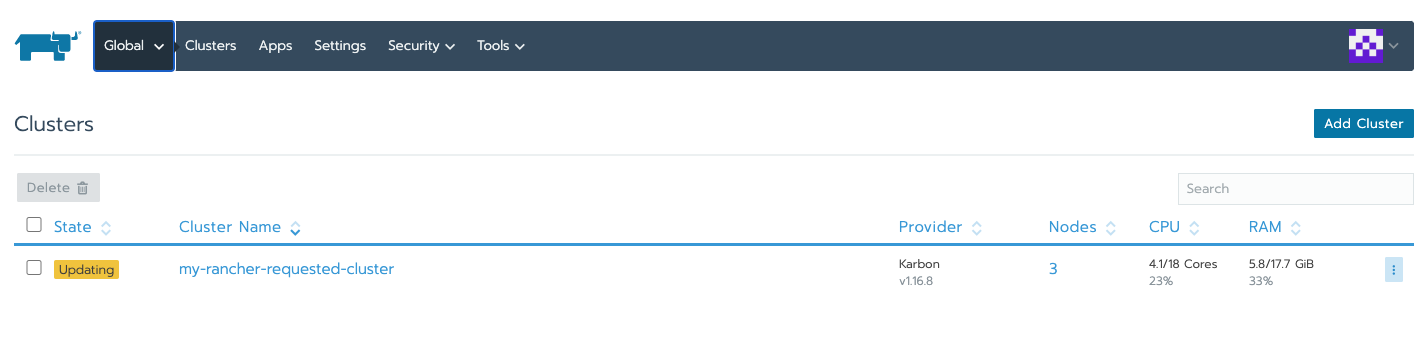 Global Clusters Apps Settings Security Tools
Clusters
Add Cluster
Delete
Search
State Cluster Name Provider Nodes CPU RAM
Updating my-rancher-requested-cluster Karbon 3 4.1/18 Cores 5.8/17.7 GiB
v1.16.8 23% 33%